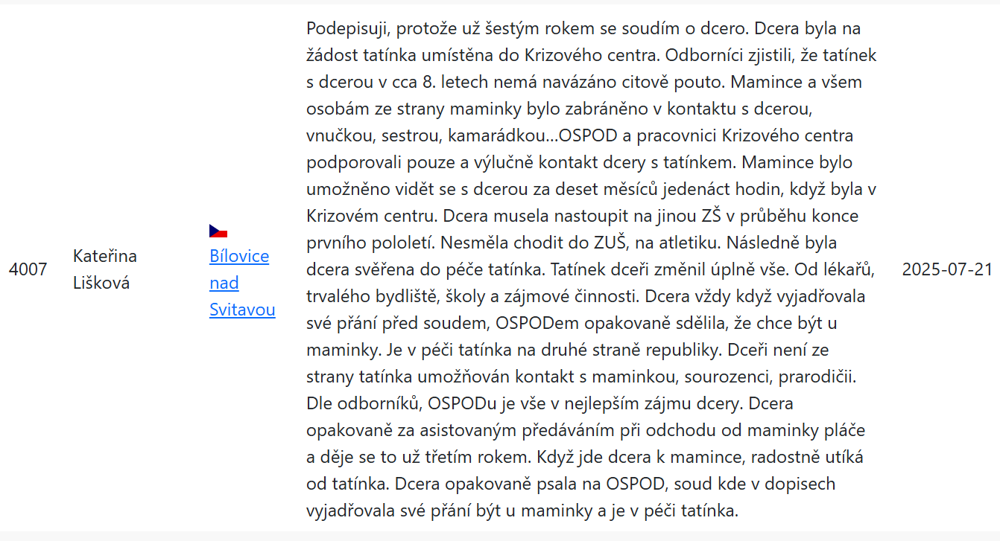 4007
Kateřina
Lišková
Bílovice
nad
Svitavou
Podepisuji, protože už šestým rokem se soudím o dcero. Dcera byla na
žádost tatínka umístěna do Krizového centra. Odborníci zjistili, že tatínek
s dcerou v cca 8. letech nemá navázáno citově pouto. Mamince a všem
osobám ze strany maminky bylo zabráněno v kontaktu s dcerou,
vnučkou, sestrou, kamarádkou...OSPOD a pracovnici Krizového centra
podporovali pouze a výlučně kontakt dcery s tatínkem. Mamince bylo
umožněno vidět se s dcerou za deset měsíců jedenáct hodin, když byla v
Krizovém centru. Dcera musela nastoupit na jinou ZŠ v průběhu konce
prvního pololetí. Nesměla chodit do ZUŠ, na atletiku. Následně byla
dcera svěřena do péče tatínka. Tatínek dceři změnil úplně vše. Od lékařů,
trvalého bydliště, školy a zájmové činnosti. Dcera vždy když vyjadřovala
své přání před soudem, OSPODem opakovaně sdělila, že chce být u
maminky. Je v péči tatínka na druhé straně republiky. Dceři není ze
strany tatínka umožňován kontakt s maminkou, sourozenci, prarodičii.
Dle odborníků, OSPODu je vše v nejlepším zájmu dcery. Dcera
opakovaně za asistovaným předáváním při odchodu od maminky pláče
a děje se to už třetím rokem. Když jde dcera k mamince, radostně utíká
od tatínka. Dcera opakovaně psala na OSPOD, soud kde v dopisech
vyjadřovala své přání být u maminky a je v péči tatínka.
2025-07-21